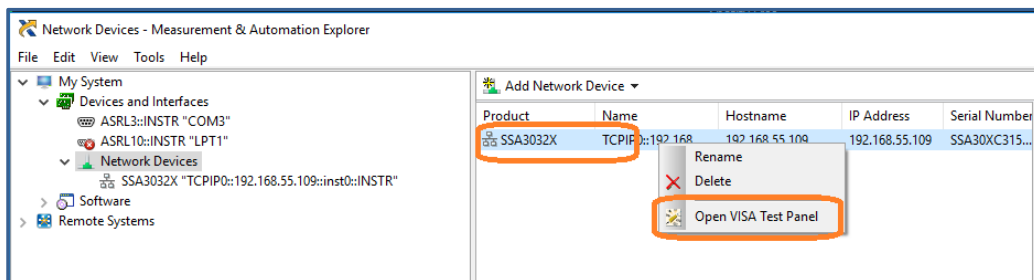 Network Devices - Measurement & Automation Explorer
File Edit View Tools Help
My System
Devices and Interfaces
ASRL3::INSTR "COM3"
ASRL10::INSTR "LPT1"
Network Devices
SSA3032X "TCPIP0::192.168.55.109::inst0::INSTR"
Software
Remote Systems
Add Network Device
Product Name Hostname IP Address Serial Number
SSA3032X TCPIP0::192.168 192.168.55.109 192.168.55.109 SSA30XC315...
Rename
Delete
Open VISA Test Panel